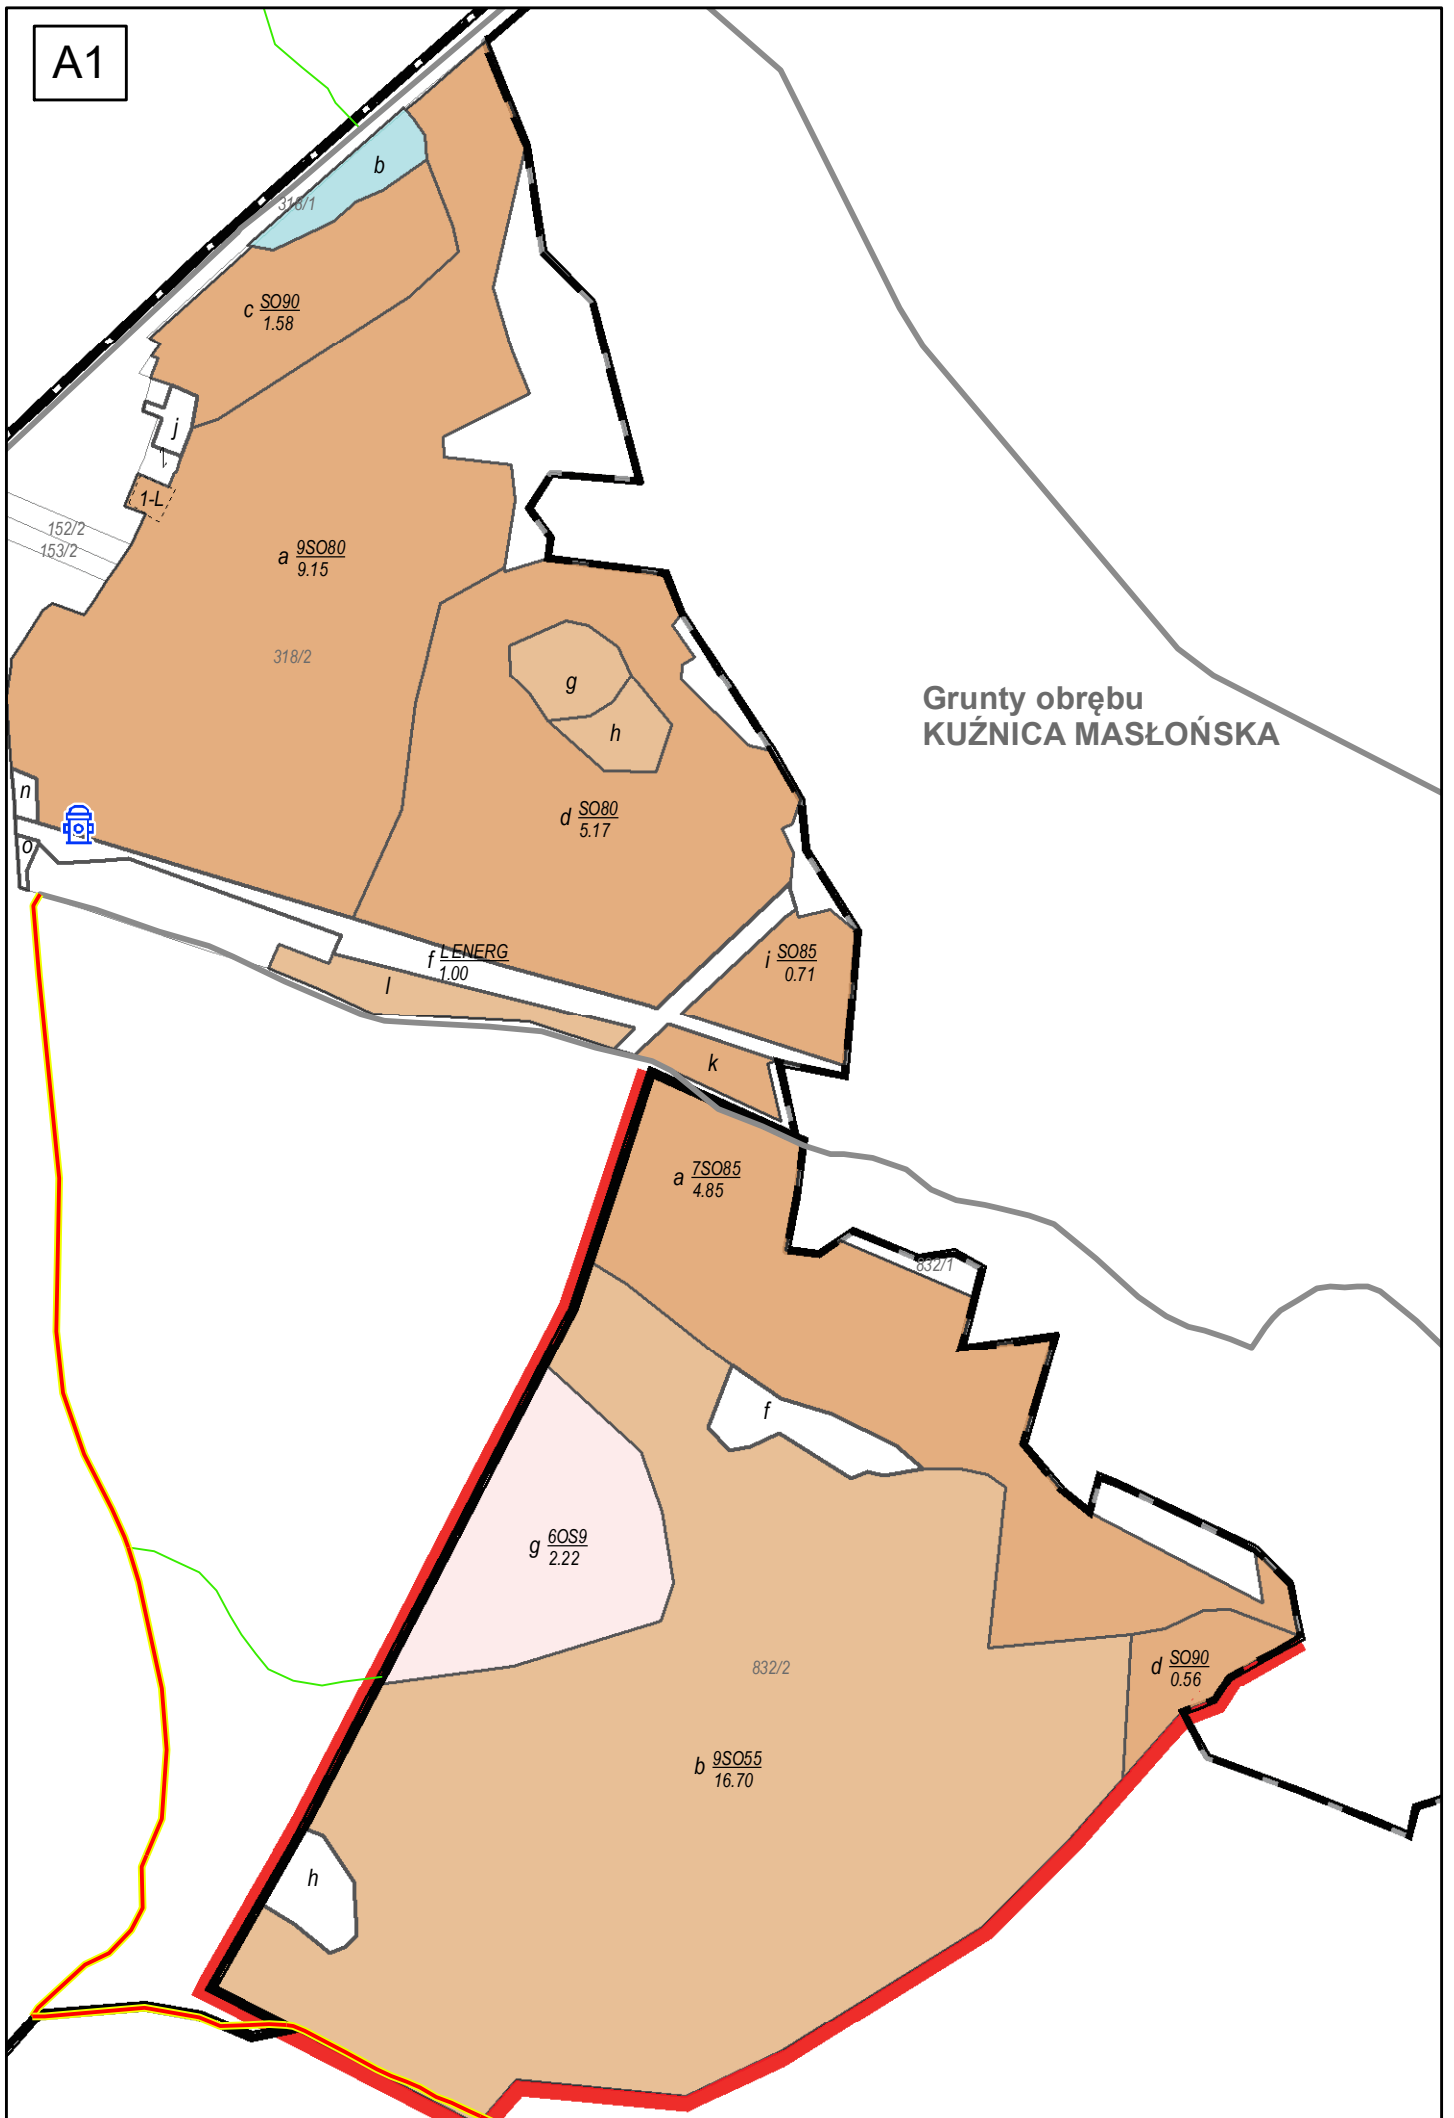 A1
b
318/1
c SO90
1.58
j
1-L
152/2
153/2
a 9SO80
9.15
318/2
g
h
Grunty obrębu
KUŹNICA MASŁOŃSKA
n
d SO80
5.17
o
f L ENERG
1.00
i SO85
0.71
l
k
a 7SO85
4.85
832/1
f
g 6OS9
2.22
832/2
d SO90
0.56
b 9SO55
16.70
h